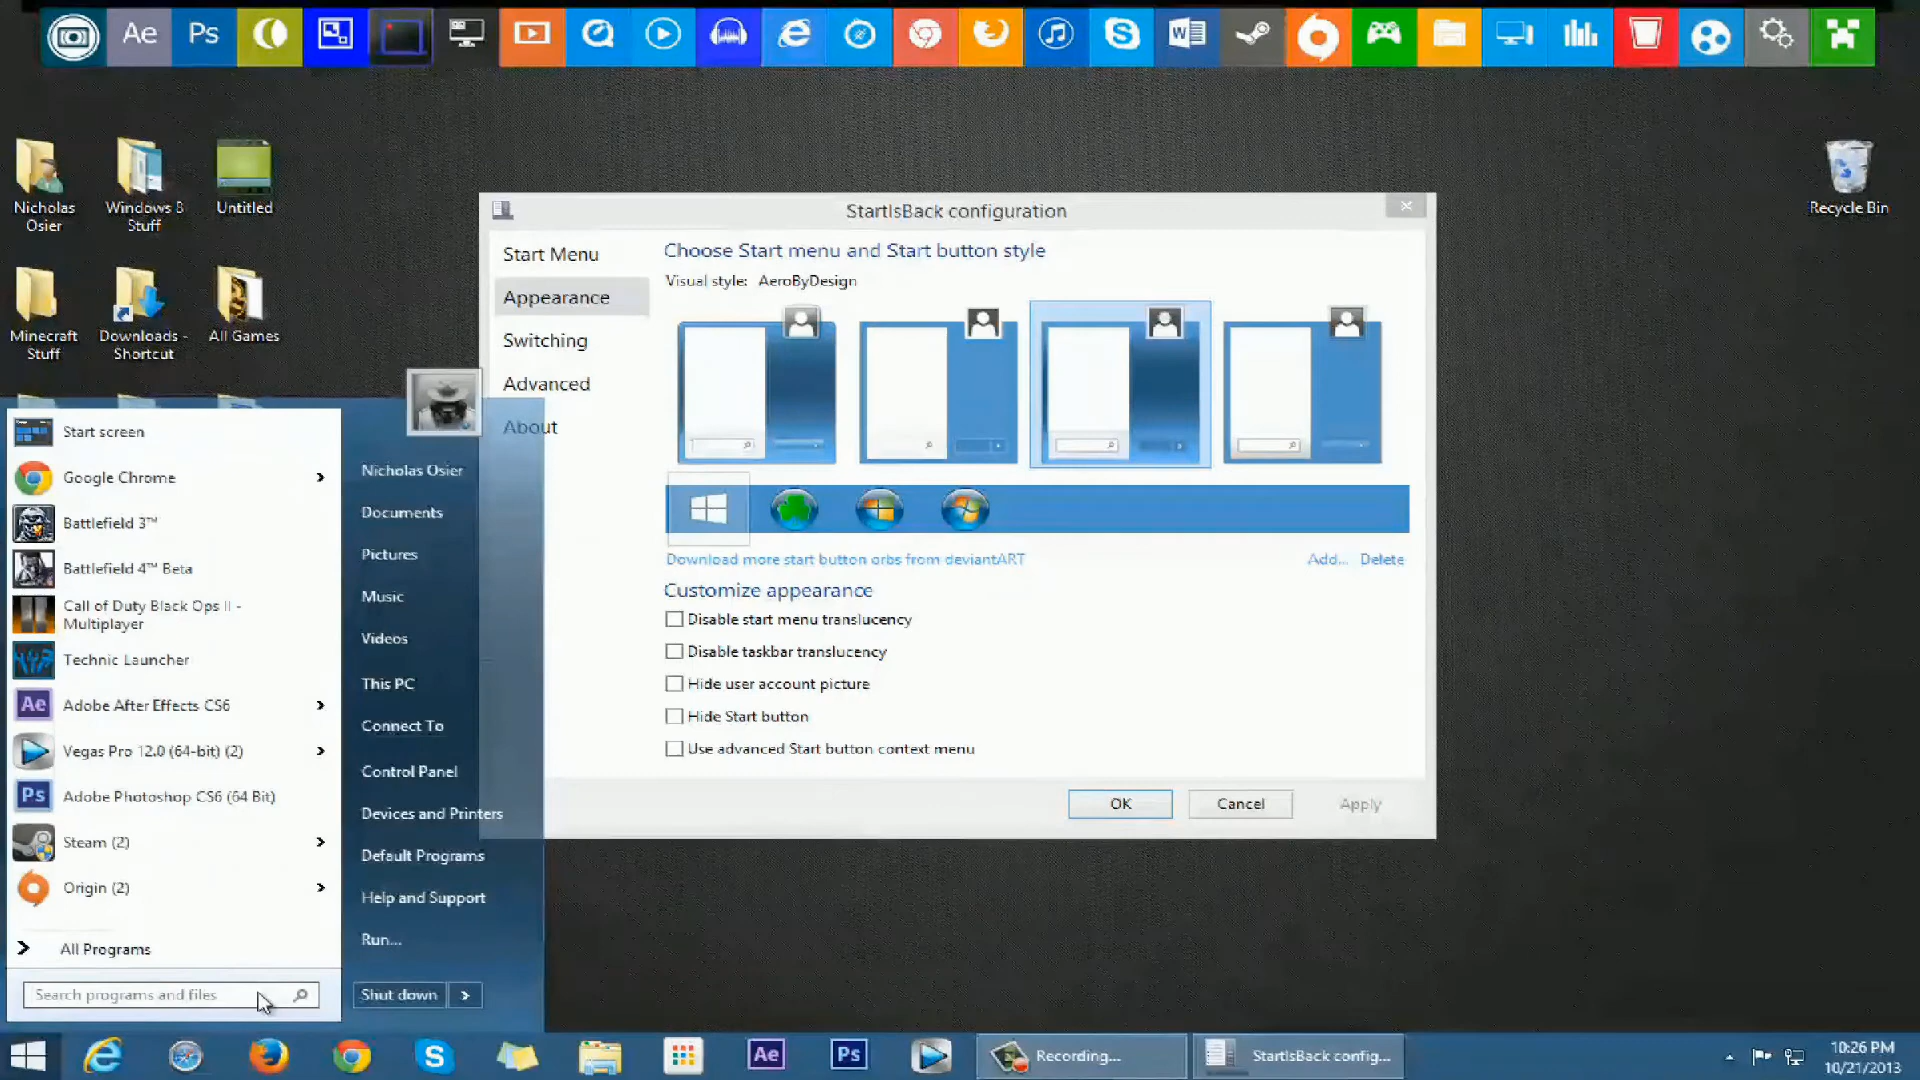 Ae
Ps
Nicholas
Osier
Windows 8
Stuff
Untitled
Recycle Bin
Minecraft
Stuff
Downloads -
Shortcut
All Games
StartIsBack configuration
Start Menu
Appearance
Switching
Advanced
About
Choose Start menu and Start button style
Visual style: AeroByDesign
Download more start button orbs from deviantART
Add... Delete
Customize appearance
Disable start menu translucency
Disable taskbar translucency
Hide user account picture
Hide Start button
Use advanced Start button context menu
OK
Cancel
Apply
Start screen
Google Chrome
Battlefield 3™
Battlefield 4™ Beta
Call of Duty Black Ops II -
Multiplayer
Technic Launcher
Ae
Adobe After Effects CS6
Vegas Pro 12.0 (64-bit) (2)
Ps
Adobe Photoshop CS6 (64 Bit)
Steam (2)
Origin (2)
All Programs
Search programs and files
Nicholas Osier
Documents
Pictures
Music
Videos
This PC
Connect To
Control Panel
Devices and Printers
Default Programs
Help and Support
Run...
Shut down
Ae
Ps
Recording...
StartIsBack config...
10:26 PM
10/21/2013